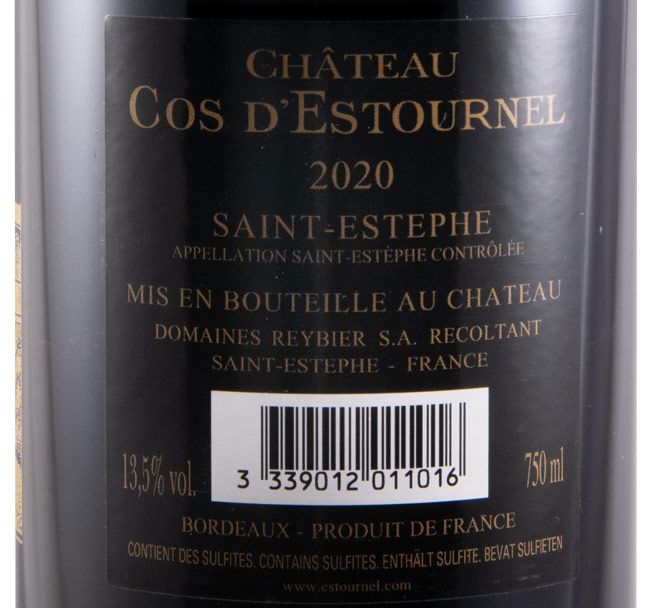 CHÂTEAU
COS D'ESTOURNEL
2020
SAINT-ESTEPHE
APPELLATION SAINT-ESTÈPHE CONTRÔLÉE
MIS EN BOUTEILLE AU CHATEAU
DOMAINES REYBIER S.A. RECOLTANT
SAINT-ESTEPHE - FRANCE
13,5% vol.
3 339012 011016
750 ml
BORDEAUX - PRODUIT DE FRANCE
CONTIENT DES SULFITES. CONTAINS SULFITES. ENTHÄLT SULFITE. BEVAT SULFIETEN
www.estournel.com